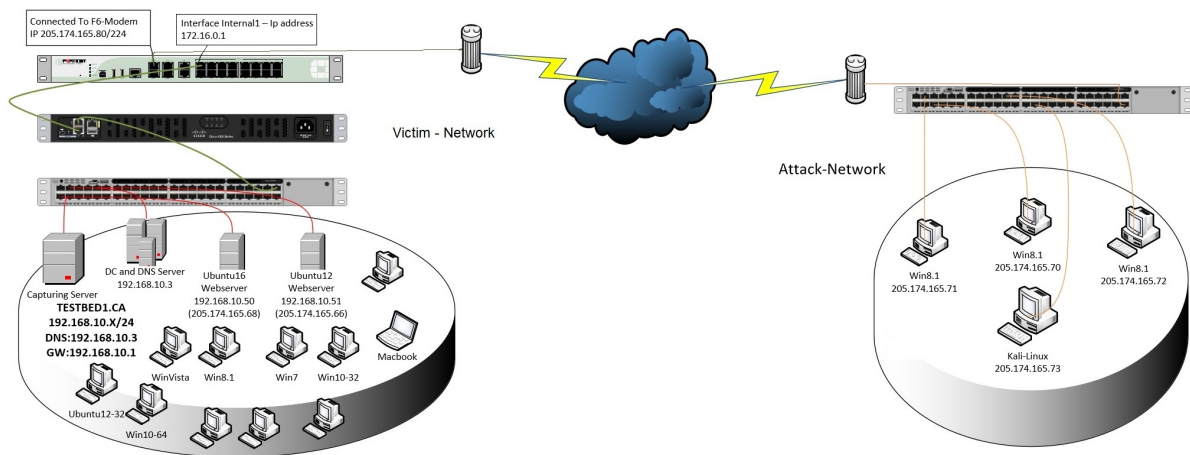 Connected To F6-Modem
IP 205.174.165.80/224
Interface Internal1 – Ip address
172.16.0.1
Victim - Network
Attack-Network
Capturing Server
DC and DNS Server
192.168.10.3
Ubuntu16
Webserver
192.168.10.50
(205.174.165.68)
Ubuntu12
Webserver
192.168.10.51
(205.174.165.66)
TESTBED1.CA
192.168.10.X/24
DNS:192.168.10.3
GW:192.168.10.1
WinVista
Win8.1
Win7
Win10-32
Macbook
Ubuntu12-32
Win10-64
Win8.1
205.174.165.71
Win8.1
205.174.165.70
Win8.1
205.174.165.72
Kali-Linux
205.174.165.73